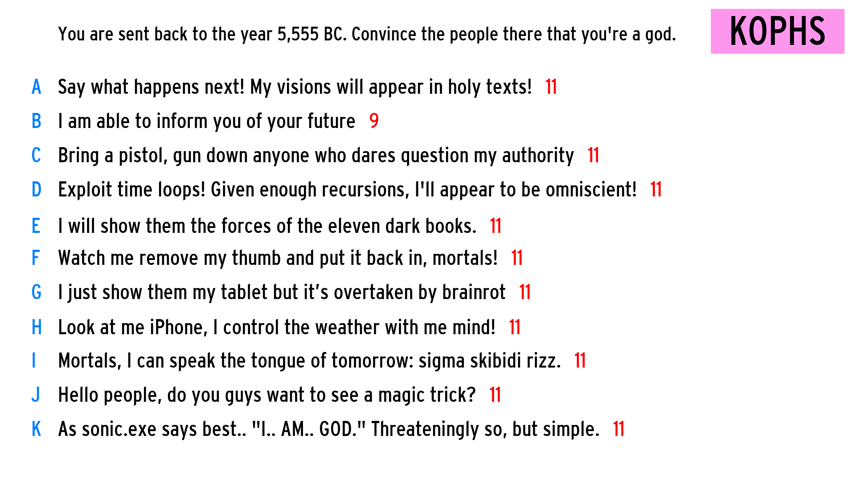 You are sent back to the year 5,555 BC. Convince the people there that you're a god. KOPHS
A Say what happens next! My visions will appear in holy texts! 11
B I am able to inform you of your future 9
C Bring a pistol, gun down anyone who dares question my authority 11
D Exploit time loops! Given enough recursions, I'll appear to be omniscient! 11
E I will show them the forces of the eleven dark books. 11
F Watch me remove my thumb and put it back in, mortals! 11
G I just show them my tablet but it’s overtaken by brainrot 11
H Look at me iPhone, I control the weather with me mind! 11
I Mortals, I can speak the tongue of tomorrow: sigma skibidi rizz. 11
J Hello people, do you guys want to see a magic trick? 11
K As sonic.exe says best.. "I.. AM.. GOD." Threateningly so, but simple. 11